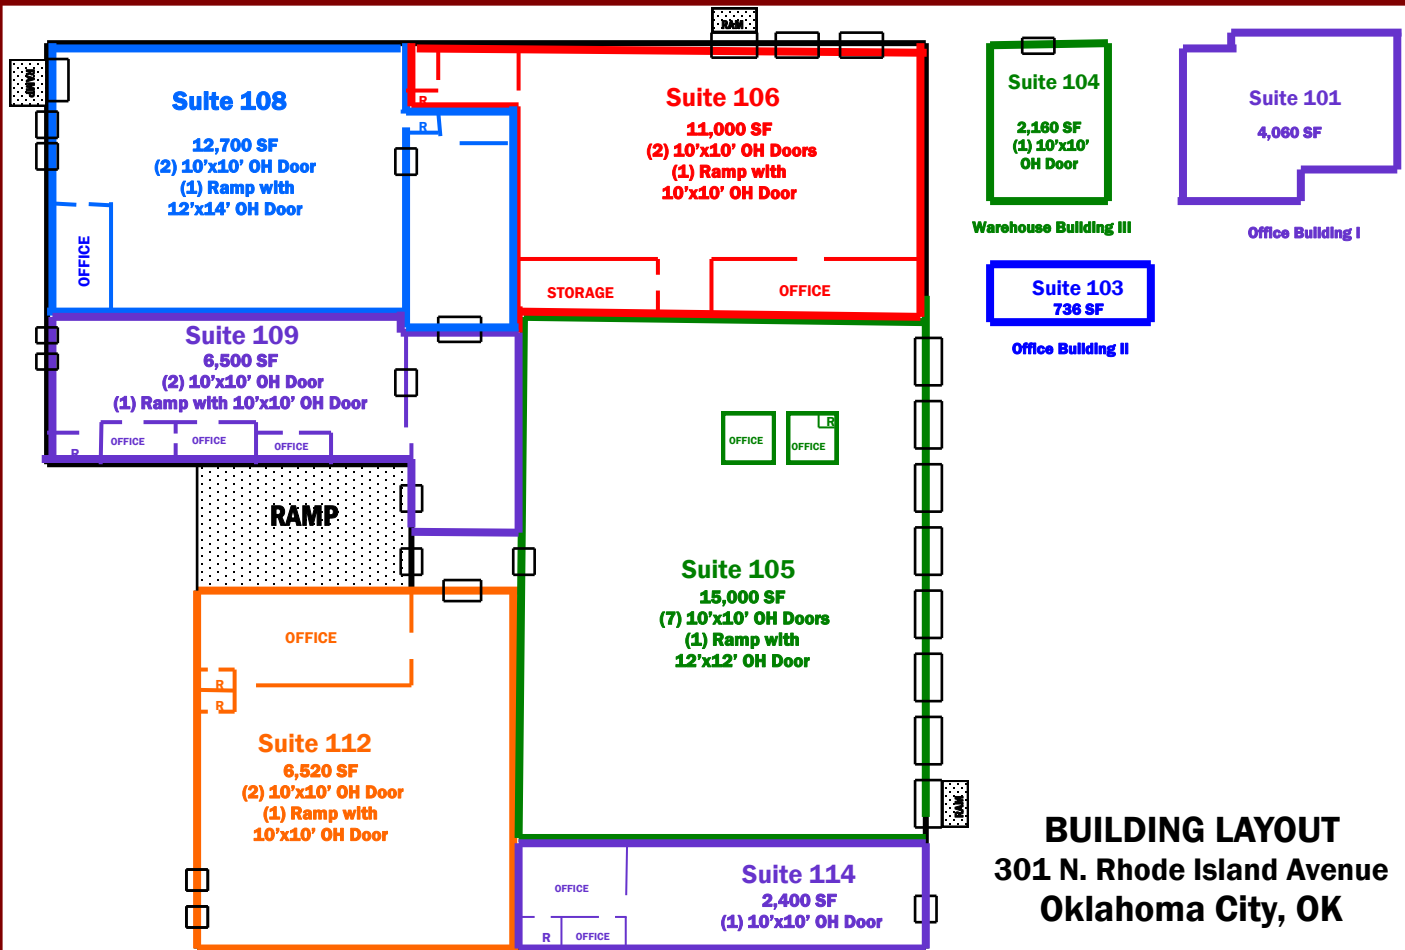 RAM
RAMP
Suite 108
12,700 SF
(2) 10'x10' OH Door
(1) Ramp with
12'x14' OH Door
OFFICE
R
R
Suite 106
11,000 SF
(2) 10'x10' OH Doors
(1) Ramp with
10'x10' OH Door
STORAGE
OFFICE
Suite 104
2,160 SF
(1) 10'x10'
OH Door
Warehouse Building III
Suite 101
4,060 SF
Office Building I
Suite 103
736 SF
Office Building II
Suite 109
6,500 SF
(2) 10'x10' OH Door
(1) Ramp with 10'x10' OH Door
R
OFFICE
OFFICE
OFFICE
RAMP
OFFICE
OFFICE
R
Suite 105
15,000 SF
(7) 10'x10' OH Doors
(1) Ramp with
12'x12' OH Door
RAM
OFFICE
R
R
Suite 112
6,520 SF
(2) 10'x10' OH Door
(1) Ramp with
10'x10' OH Door
Suite 114
2,400 SF
(1) 10'x10' OH Door
OFFICE
R
OFFICE
BUILDING LAYOUT
301 N. Rhode Island Avenue
Oklahoma City, OK